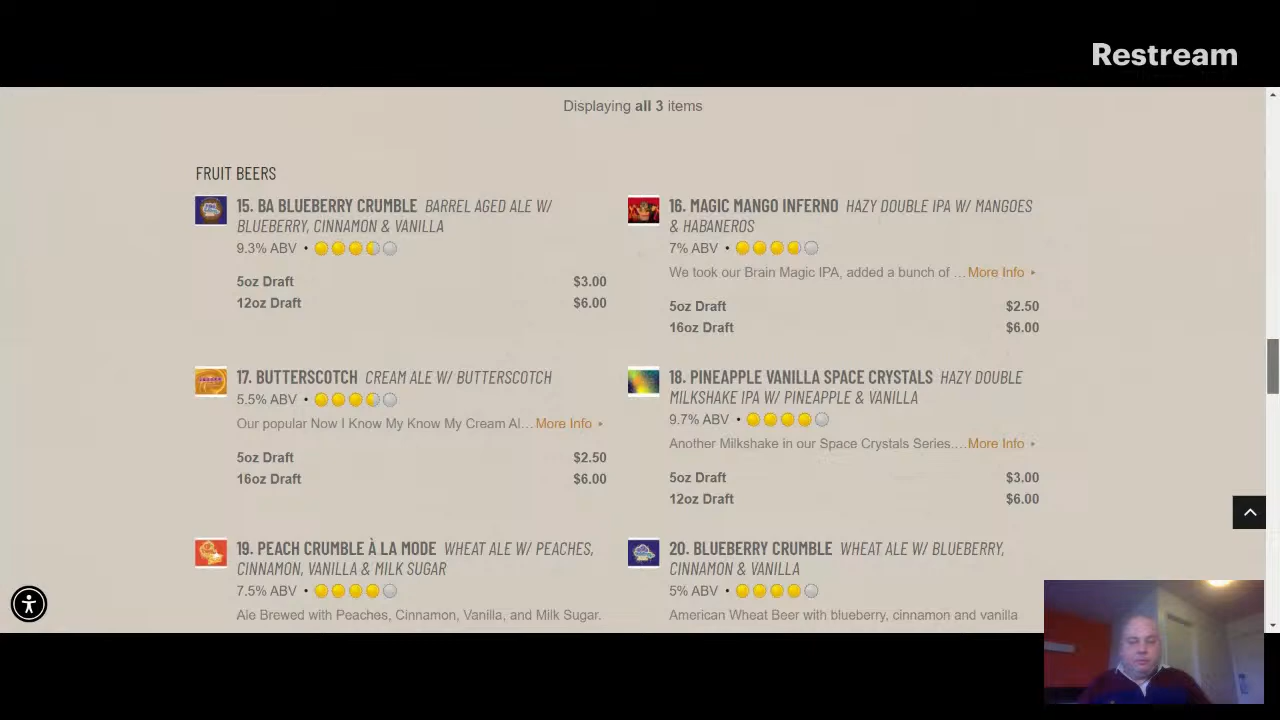 Restream
Displaying all 3 items
FRUIT BEERS
15. BA BLUEBERRY CRUMBLE BARREL AGED ALE W/
BLUEBERRY, CINNAMON & VANILLA
9.3% ABV •
5oz Draft $3.00
12oz Draft $6.00
16. MAGIC MANGO INFERNO HAZY DOUBLE IPA W/ MANGOES
& HABANEROS
7% ABV •
We took our Brain Magic IPA, added a bunch of ... More Info ▸
5oz Draft $2.50
16oz Draft $6.00
17. BUTTERSCOTCH CREAM ALE W/ BUTTERSCOTCH
5.5% ABV •
Our popular Now I Know My Know My Cream Al... More Info ▸
5oz Draft $2.50
16oz Draft $6.00
18. PINEAPPLE VANILLA SPACE CRYSTALS HAZY DOUBLE
MILKSHAKE IPA W/ PINEAPPLE & VANILLA
9.7% ABV •
Another Milkshake in our Space Crystals Series.... More Info ▸
5oz Draft $3.00
12oz Draft $6.00
19. PEACH CRUMBLE À LA MODE WHEAT ALE W/ PEACHES,
CINNAMON, VANILLA & MILK SUGAR
7.5% ABV •
Ale Brewed with Peaches, Cinnamon, Vanilla, and Milk Sugar.
20. BLUEBERRY CRUMBLE WHEAT ALE W/ BLUEBERRY,
CINNAMON & VANILLA
5% ABV •
American Wheat Beer with blueberry, cinnamon and vanilla